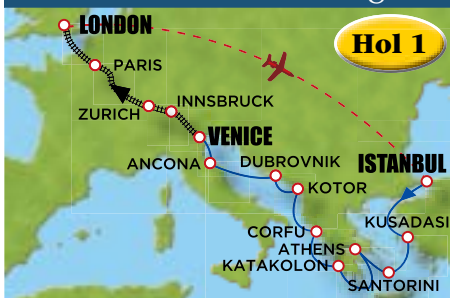 LONDON
Hol 1
PARIS
INNSBRUCK
ZURICH
VENICE
ANCONA
DUBROVNIK
ISTANBUL
KOTOR
KUSADASI
CORFU
ATHENS
KATAKOLON
SANTORINI